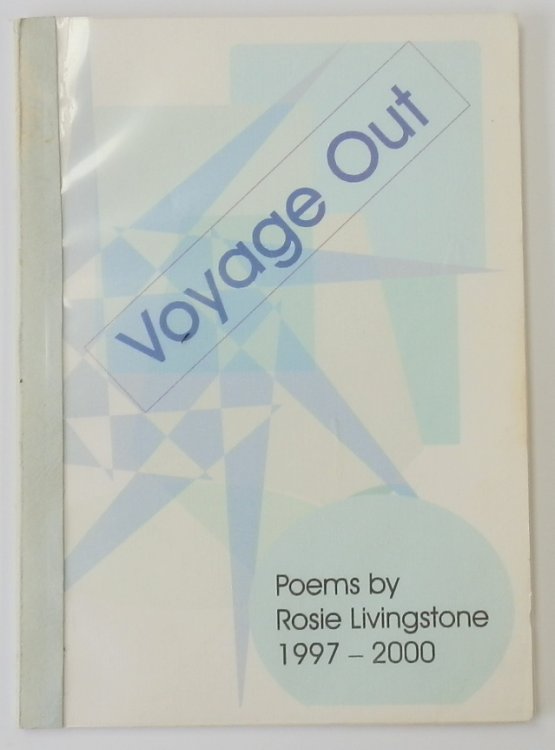 Voyage Out
Poems by
Rosie Livingstone
1997 – 2000